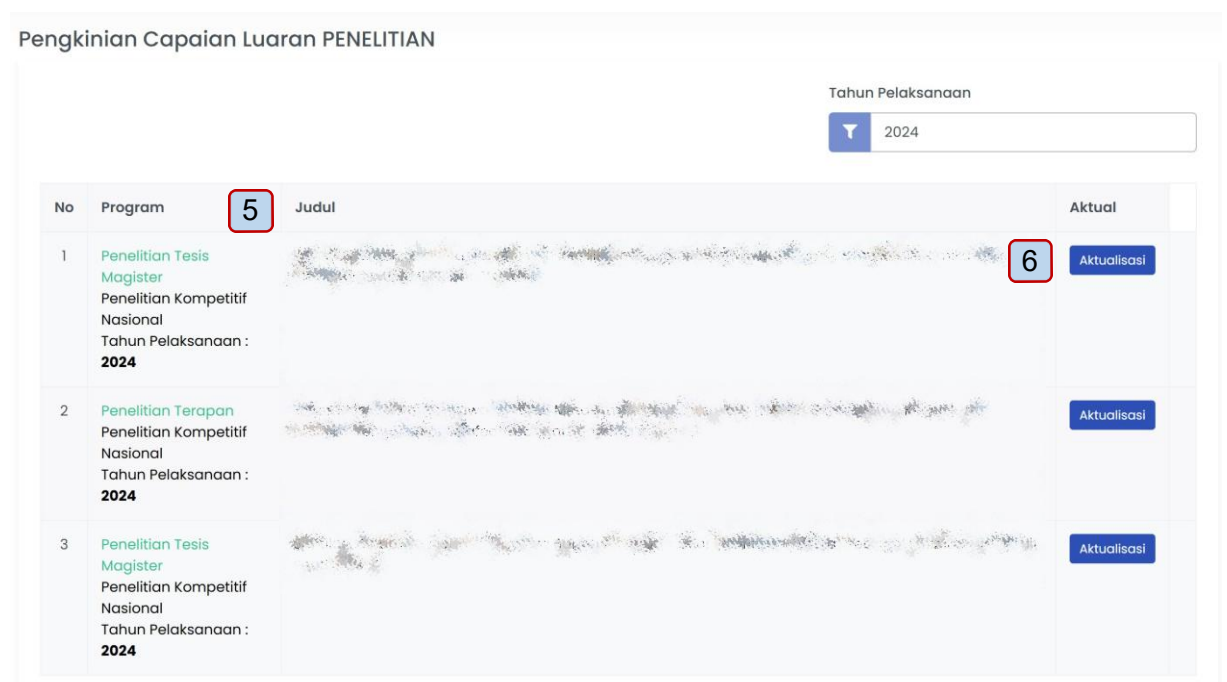 Pengkinian Capaian Luaran PENELITIAN
Tahun Pelaksanaan
2024
No Program 5 Judul Aktual
1 Penelitian Tesis 6 Aktualisasi
Magister
Penelitian Kompetitif
Nasional
Tahun Pelaksanaan :
2024
2 Penelitian Terapan Aktualisasi
Penelitian Kompetitif
Nasional
Tahun Pelaksanaan :
2024
3 Penelitian Tesis Aktualisasi
Magister
Penelitian Kompetitif
Nasional
Tahun Pelaksanaan :
2024